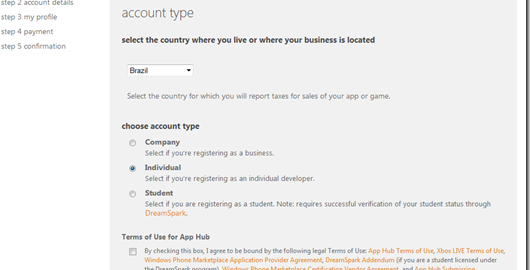 step 2 account details
step 3 my profile
step 4 payment
step 5 confirmation
account type
select the country where you live or where your business is located
Brazil
Select the country for which you will report taxes for sales of your app or game.
choose account type
Company
Select if you're registering as a business.
Individual
Select if you're registering as an individual developer.
Student
Select if you are registering as a student. Note: requires successful verification of your student status through
DreamSpark.
Terms of Use for App Hub
By checking this box, I agree to be bound by the following legal Terms of Use: App Hub Terms of Use, Xbox LIVE Terms of Use,
Windows Phone Marketplace Application Provider Agreement, DreamSpark Addendum (if you are a student licensed under
the DreamSpark program), Windows Phone Marketplace Certification Vendor Agreement, and App Hub Submission